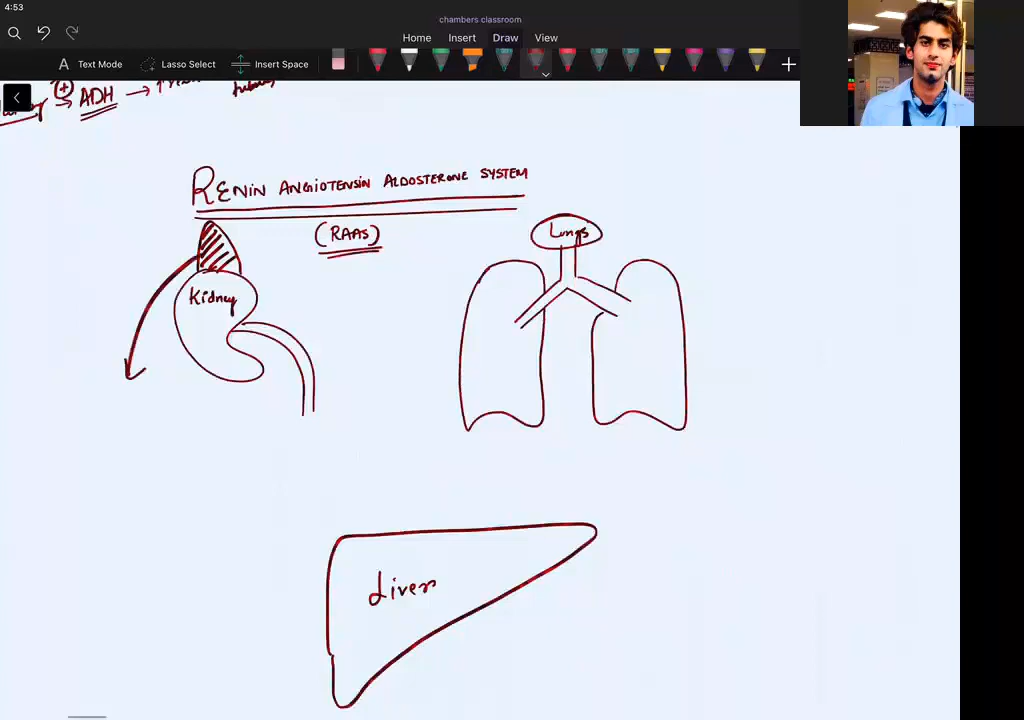 4:53
chambers classroom
Home Insert Draw View
A Text Mode Lasso Select Insert Space
(+)
ADH →
RENIN ANGIOTENSIN ALDOSTERONE SYSTEM
(RAAS)
Lungs
Kidney
Liver